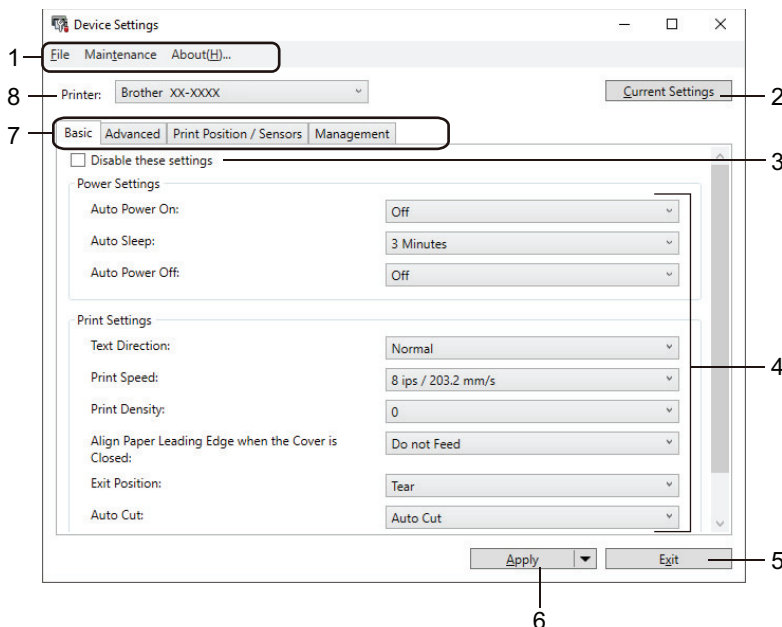 Device Settings
1
File Maintenance About(H)...
8
Printer: Brother XX-XXXX
Current Settings
2
7
Basic Advanced Print Position / Sensors Management
Disable these settings
3
Power Settings
Auto Power On: Off
Auto Sleep: 3 Minutes
Auto Power Off: Off
Print Settings
Text Direction: Normal
4
Print Speed: 8 ips / 203.2 mm/s
Print Density: 0
Align Paper Leading Edge when the Cover is
Closed:
Do not Feed
Exit Position: Tear
Auto Cut: Auto Cut
Apply Exit
5
6